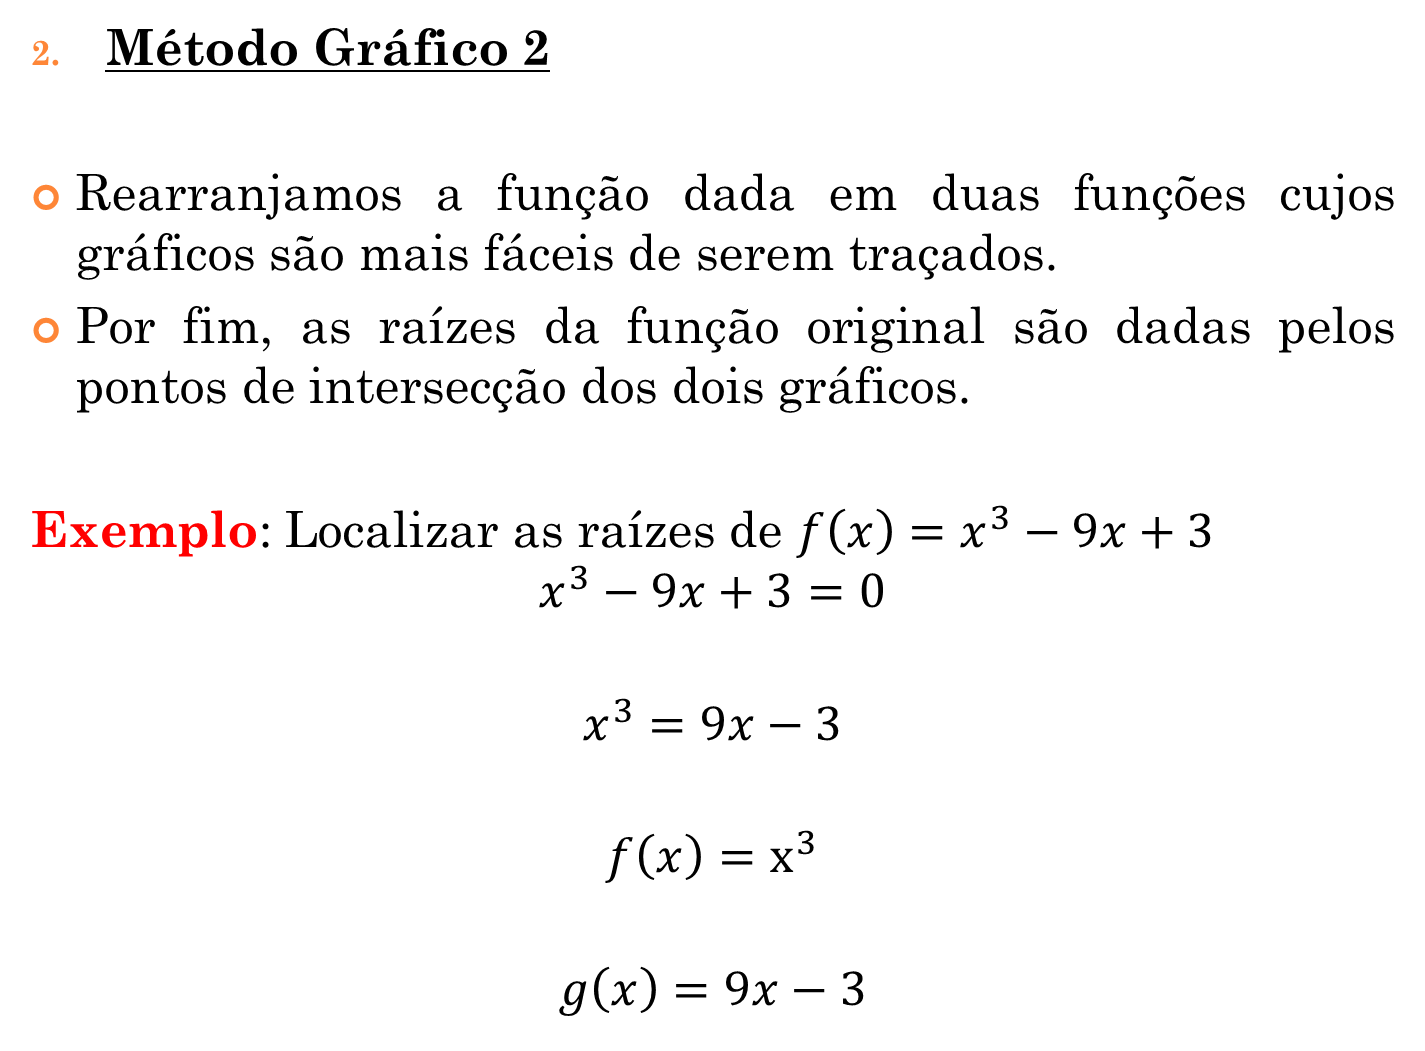 2. Método Gráfico 2
Rearranjamos a função dada em duas funções cujos
gráficos são mais fáceis de serem traçados.
Por fim, as raízes da função original são dadas pelos
pontos de intersecção dos dois gráficos.
Exemplo: Localizar as raízes de 𝑓(𝑥) = 𝑥³ − 9𝑥 + 3
𝑥³ − 9𝑥 + 3 = 0
𝑥³ = 9𝑥 − 3
𝑓(𝑥) = x³
𝑔(𝑥) = 9𝑥 − 3